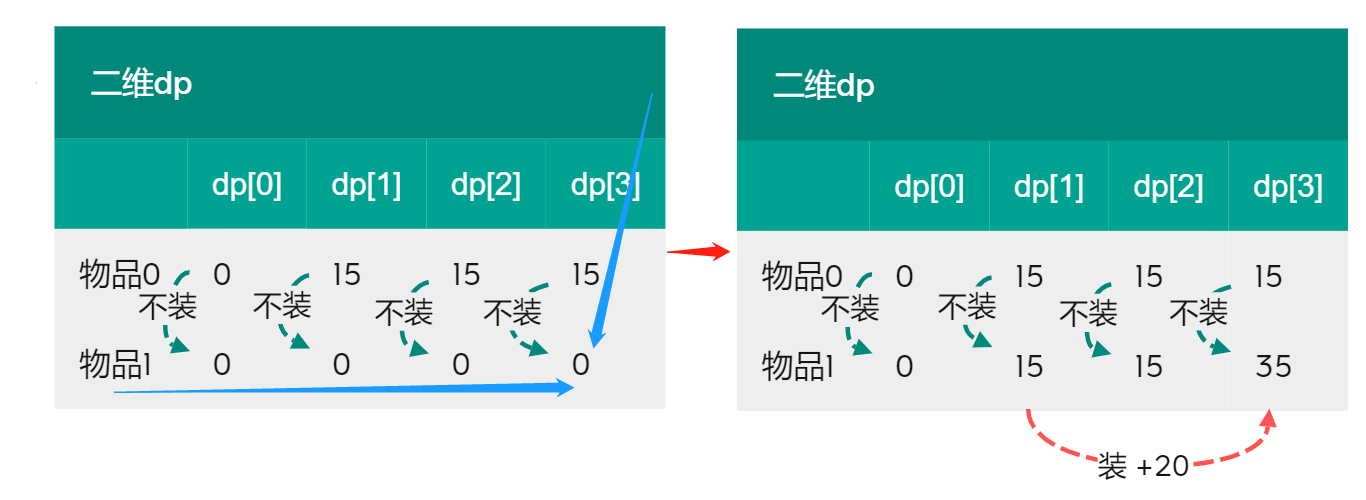 二维dp
dp[0] dp[1] dp[2] dp[3]
物品0 0 15 15 15
不装 不装 不装 不装
物品1 0 0 0 0
二维dp
dp[0] dp[1] dp[2] dp[3]
物品0 0 15 15 15
不装 不装 不装 不装
物品1 0 15 15 35
装 +20